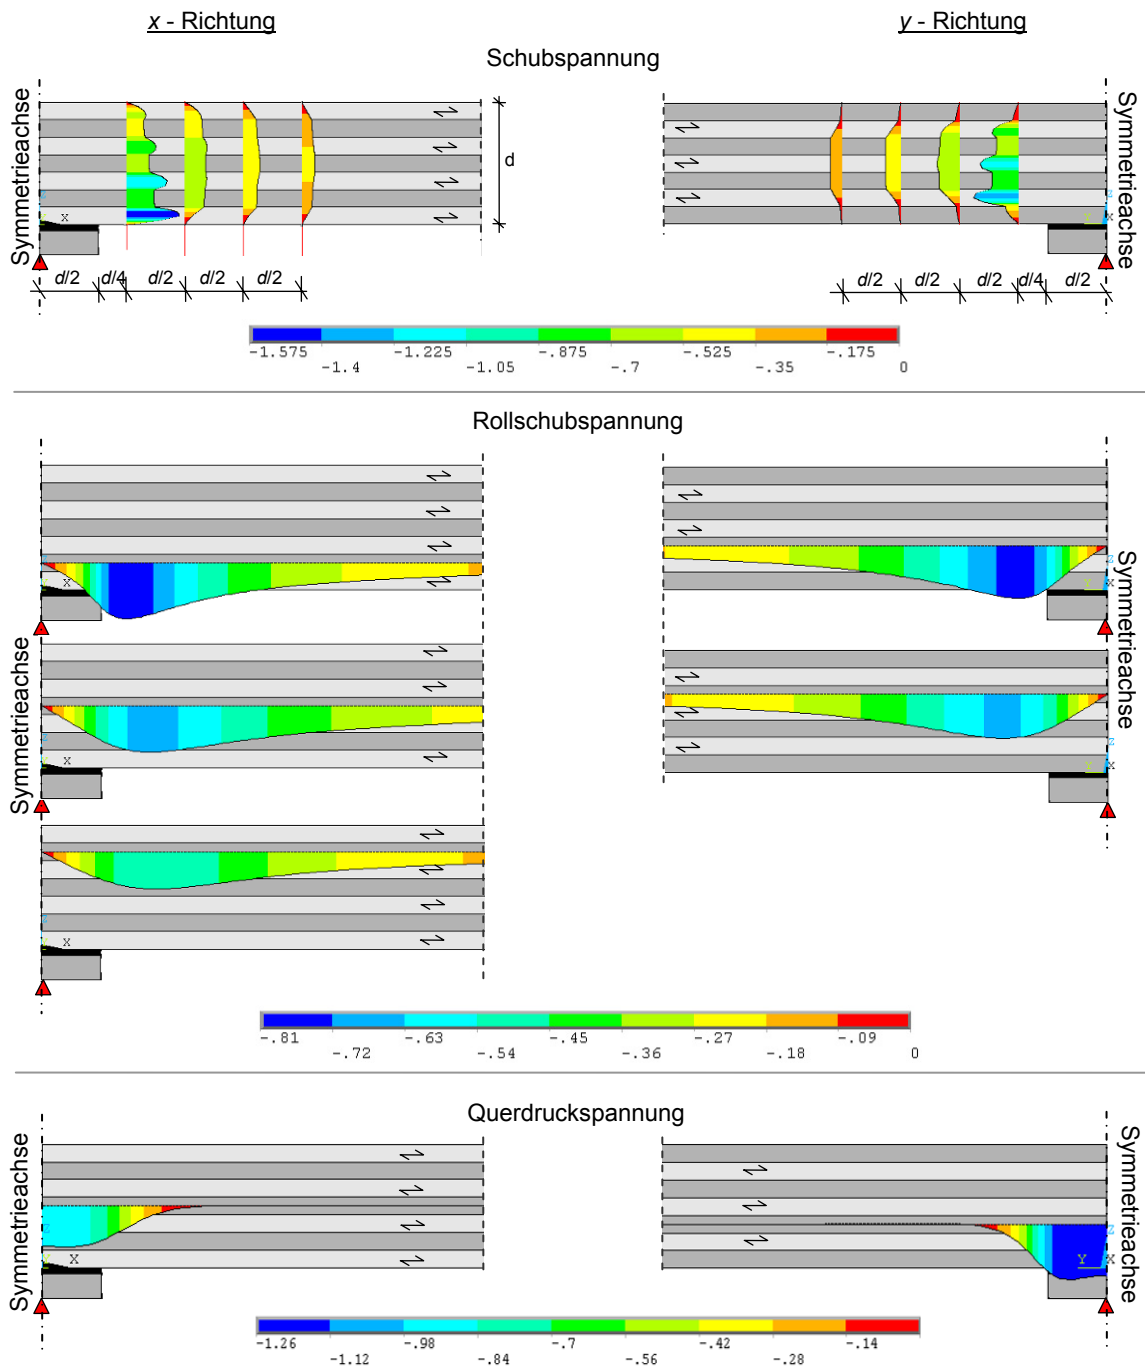 x - Richtung
y - Richtung
Schubspannung
Symmetrieachse
Symmetrieachse
d
z
Y
X
z
Y
X
d/2
d/4
d/2
d/2
d/2
d/2
d/2
d/2
d/4
d/2
-1.575
-1.4
-1.225
-1.05
-.875
-.7
-.525
-.35
-.175
0
Rollschubspannung
Symmetrieachse
Symmetrieachse
z
Y
X
z
Y
X
z
Y
X
z
Y
X
z
Y
X
-.81
-.72
-.63
-.54
-.45
-.36
-.27
-.18
-.09
0
Querdruckspannung
Symmetrieachse
Symmetrieachse
z
Y
X
z
Y
X
-1.26
-1.12
-.98
-.84
-.7
-.56
-.42
-.28
-.14